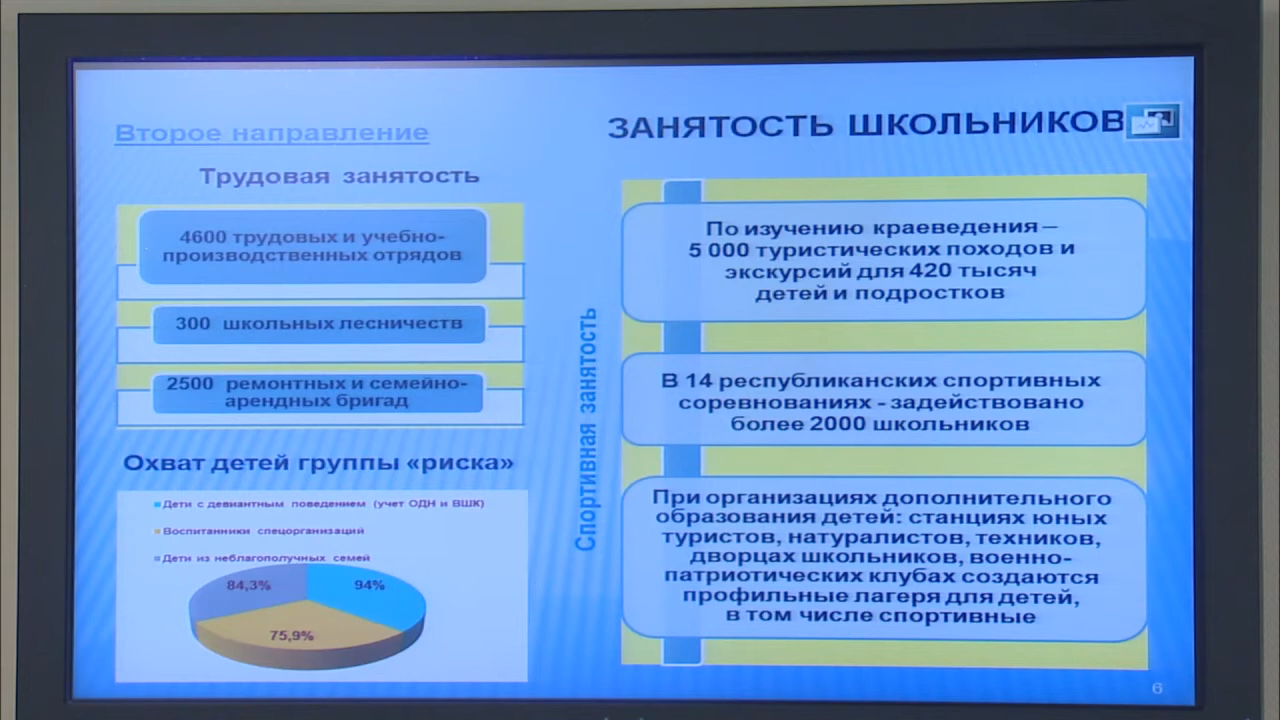 Второе направление
ЗАНЯТОСТЬ ШКОЛЬНИКОВ
Трудовая занятость
4600 трудовых и учебно-
производственных отрядов
300 школьных лесничеств
2500 ремонтных и семейно-
арендных бригад
Охват детей группы «риска»
Дети с девиантным поведением (учет ОДН и ВШК)
Воспитанники спецорганизаций
Дети из неблагополучных семей
84,3%
94%
75,9%
Спортивная занятость
По изучению краеведения –
5 000 туристических походов и
экскурсий для 420 тысяч
детей и подростков
В 14 республиканских спортивных
соревнованиях - задействовано
более 2000 школьников
При организациях дополнительного
образования детей: станциях юных
туристов, натуралистов, техников,
дворцах школьников, военно-
патриотических клубах создаются
профильные лагеря для детей,
в том числе спортивные
6